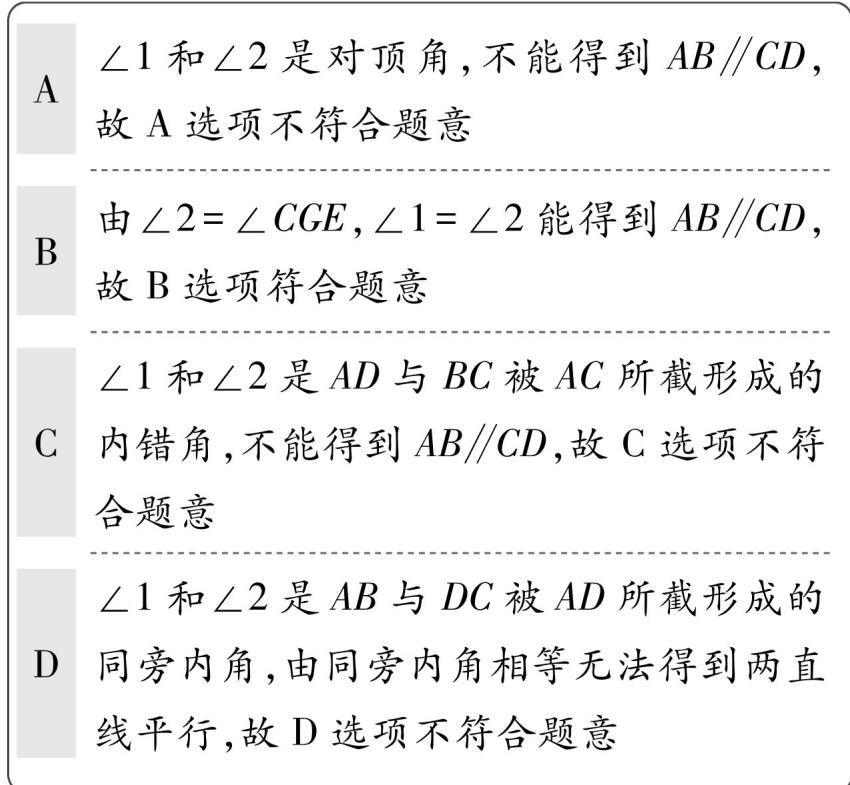 A
∠1 和∠2 是对顶角,不能得到 AB∥CD,
故 A 选项不符合题意
B
由∠2=∠CGE,∠1=∠2 能得到 AB∥CD,
故 B 选项符合题意
C
∠1 和∠2 是 AD 与 BC 被 AC 所截形成的
内错角,不能得到 AB∥CD,故 C 选项不符
合题意
D
∠1 和∠2 是 AB 与 DC 被 AD 所截形成的
同旁内角,由同旁内角相等无法得到两直
线平行,故 D 选项不符合题意